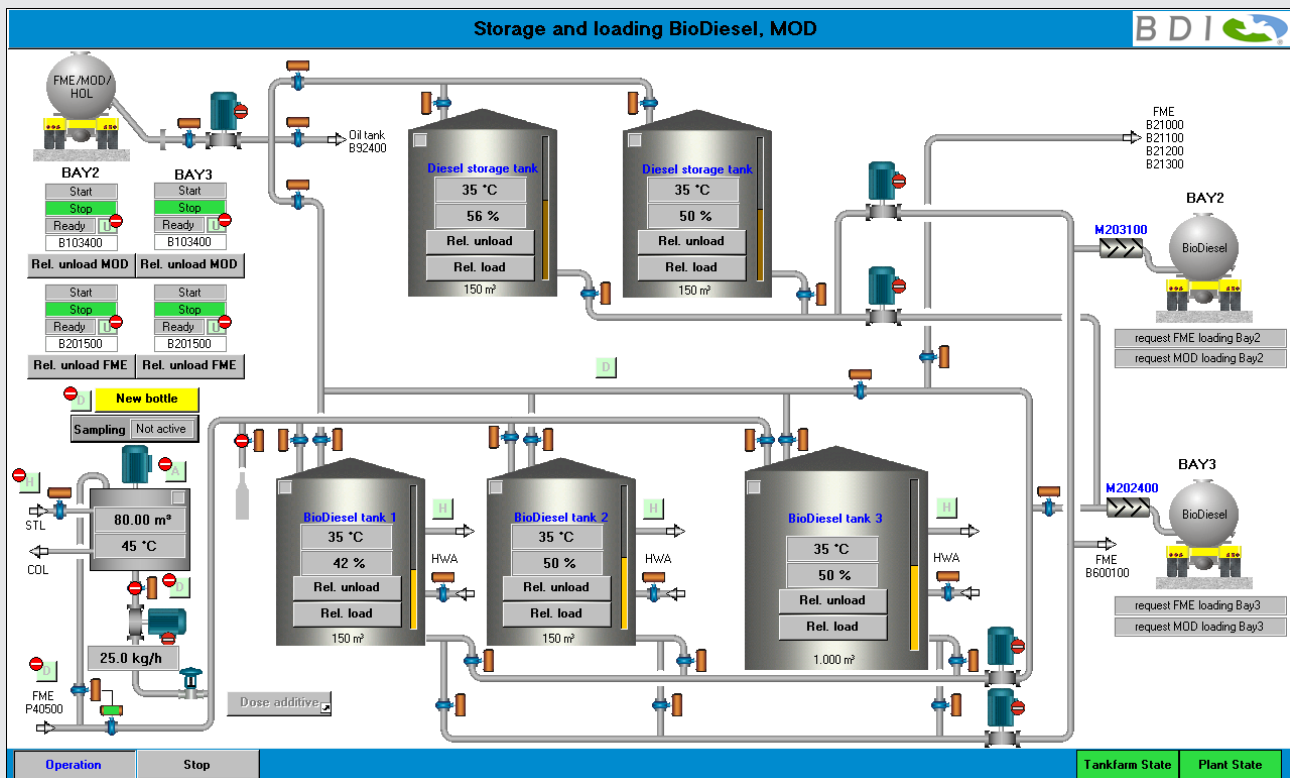 Storage and loading BioDiesel, MOD
BDI
FME/MOD/
HOL
Oil tank
B92400
FME
B21000
B21100
B21200
B21300
BAY2
BAY3
Start
Start
Stop
Stop
Ready
U
Ready
U
B103400
B103400
Rel. unload MOD
Rel. unload MOD
Start
Start
Stop
Stop
Ready
U
Ready
U
B201500
B201500
Rel. unload FME
Rel. unload FME
Diesel storage tank
35 °C
56 %
Rel. unload
Rel. load
150 m³
Diesel storage tank
35 °C
50 %
Rel. unload
Rel. load
150 m³
BAY2
M203100
BioDiesel
request FME loading Bay2
request MOD loading Bay2
D
D
New bottle
Sampling
Not active
A
H
STL
COL
80.00 m³
45 °C
D
25.0 kg/h
D
FME
P40500
Dose additive
BioDiesel tank 1
35 °C
42 %
Rel. unload
Rel. load
150 m³
H
HWA
BioDiesel tank 2
35 °C
50 %
Rel. unload
Rel. load
150 m³
H
HWA
BioDiesel tank 3
35 °C
50 %
Rel. unload
Rel. load
1.000 m³
H
HWA
BAY3
M202400
BioDiesel
FME
B600100
request FME loading Bay3
request MOD loading Bay3
Operation
Stop
Tankfarm State
Plant State